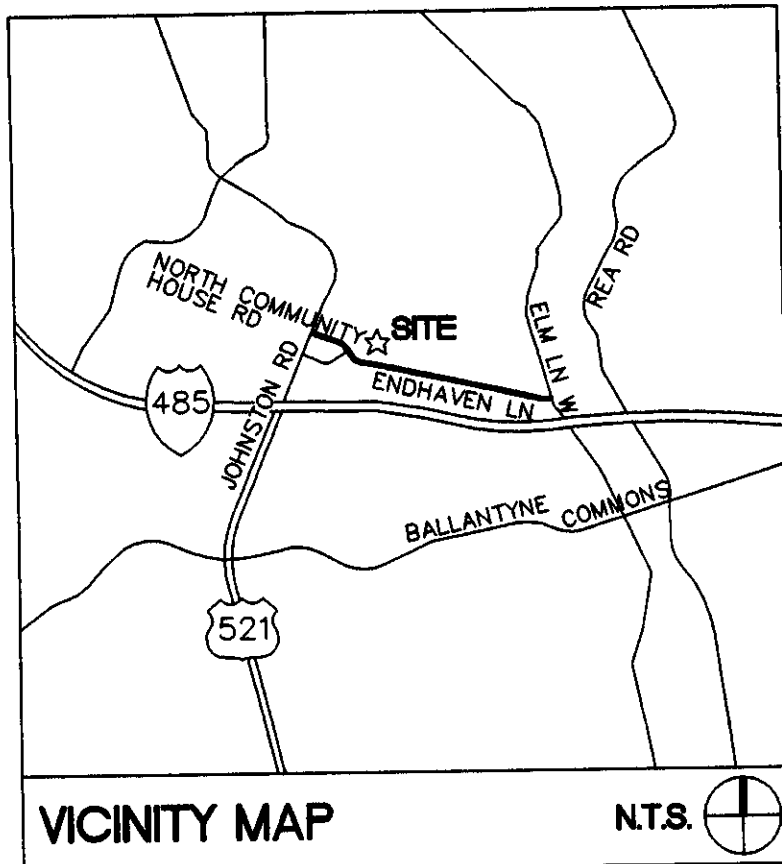 NORTH COMMUNITY
HOUSE RD
SITE
REA RD
ELM LN W
ENDHAVEN LN
485
JOHNSTON RD
BALLANTYNE COMMONS
521
VICINITY MAP
N.T.S.